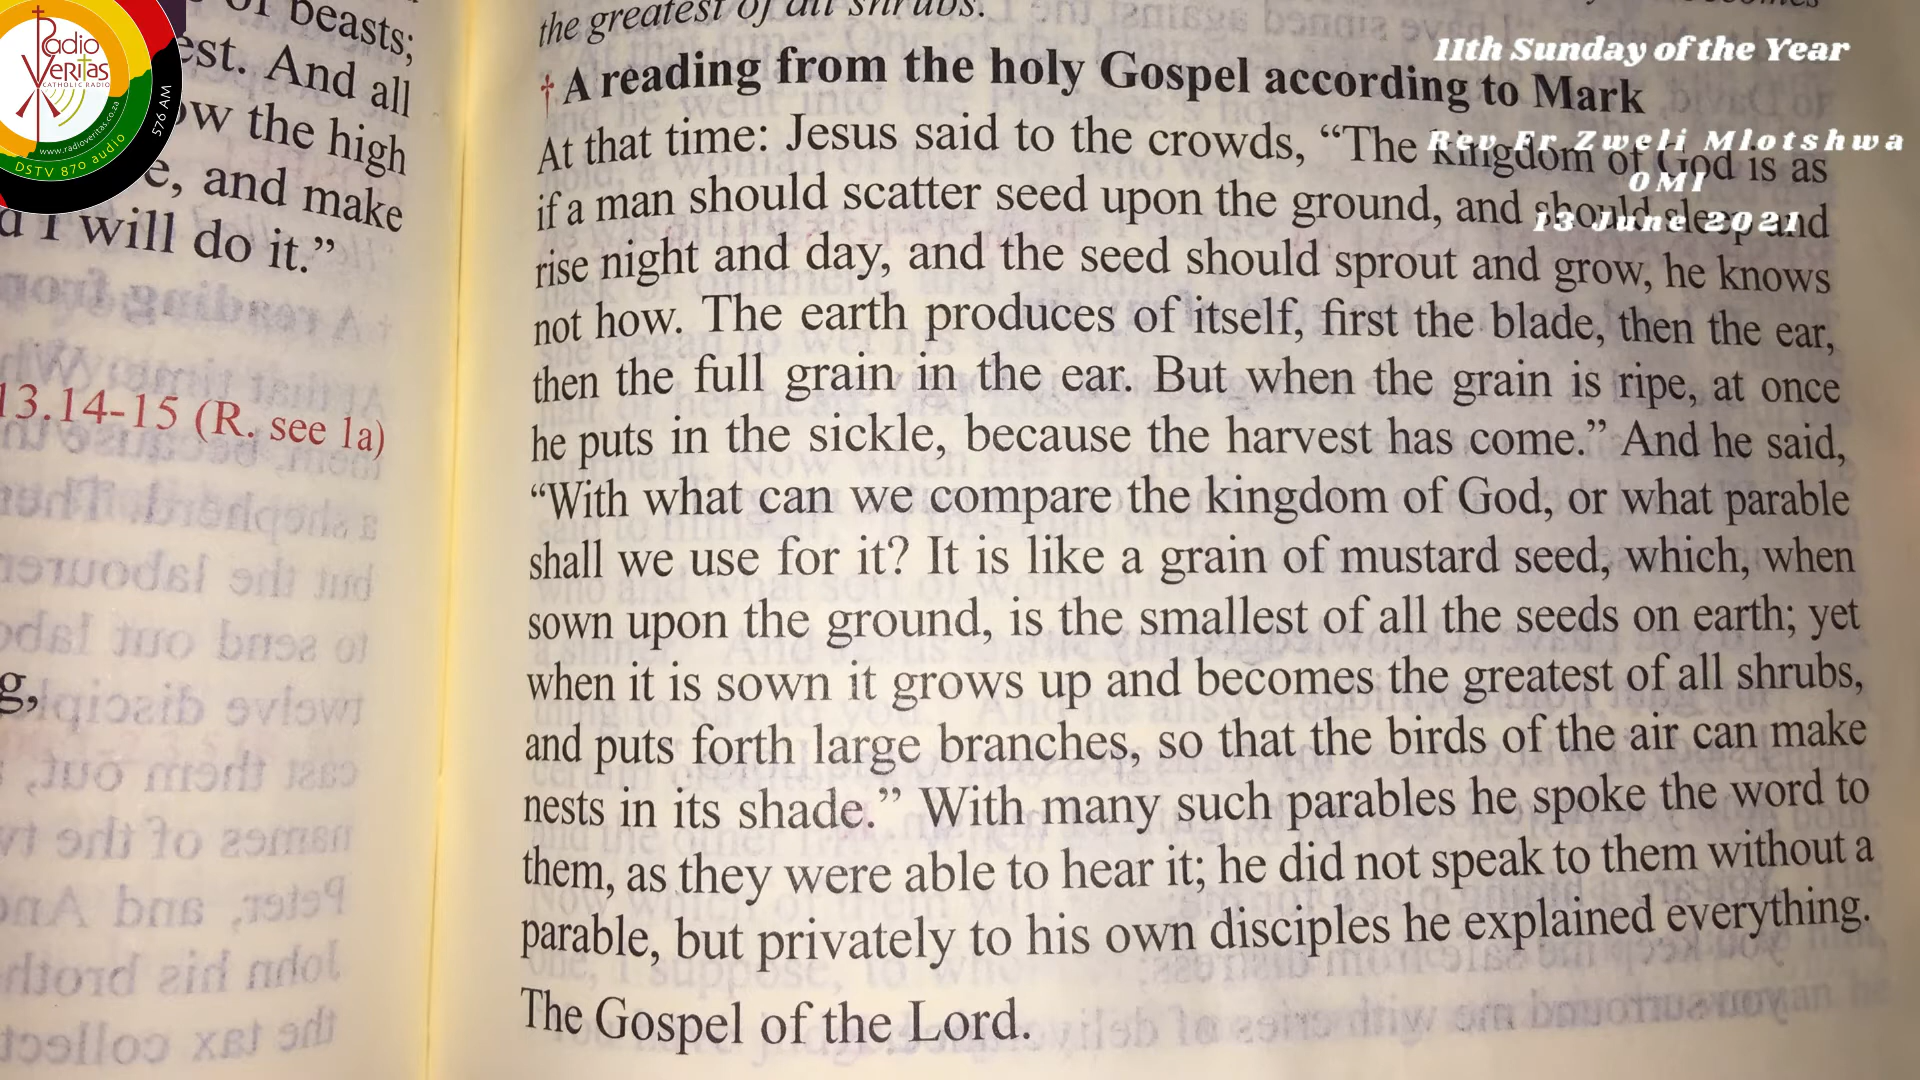 Radio
Veritas
CATHOLIC RADIO
www.radioveritas.co.za
DSTV 870 audio
576 AM
11th Sunday of the Year
Rev Fr Zweli Mlotshwa
OMI
13 June 2021
of beasts;
est. And all
ow the high
e, and make
d I will do it.”
13.14-15 (R. see 1a)
g,
the greatest of all shrubs.
† A reading from the holy Gospel according to Mark
At that time: Jesus said to the crowds, “The kingdom of God is as
if a man should scatter seed upon the ground, and should sleep and
rise night and day, and the seed should sprout and grow, he knows
not how. The earth produces of itself, first the blade, then the ear,
then the full grain in the ear. But when the grain is ripe, at once
he puts in the sickle, because the harvest has come.” And he said,
“With what can we compare the kingdom of God, or what parable
shall we use for it? It is like a grain of mustard seed, which, when
sown upon the ground, is the smallest of all the seeds on earth; yet
when it is sown it grows up and becomes the greatest of all shrubs,
and puts forth large branches, so that the birds of the air can make
nests in its shade.” With many such parables he spoke the word to
them, as they were able to hear it; he did not speak to them without a
parable, but privately to his own disciples he explained everything.
The Gospel of the Lord.